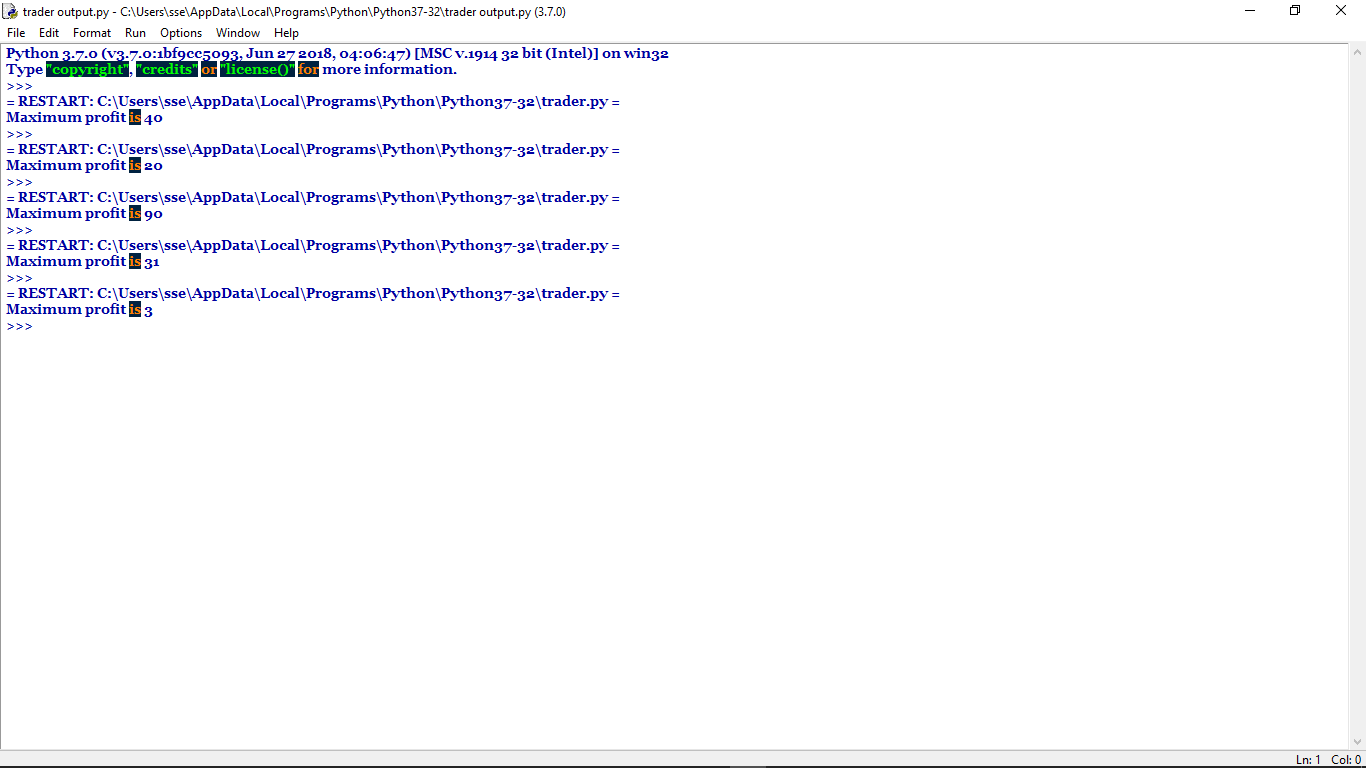 trader output.py - C:\Users\sse\AppData\Local\Programs\Python\Python37-32\trader output.py (3.7.0)
File Edit Format Run Options Window Help
Python 3.7.0 (v3.7.0:1bf9cc5093, Jun 27 2018, 04:06:47) [MSC v.1914 32 bit (Intel)] on win32
Type "copyright", "credits" or "license()" for more information.
>>>
= RESTART: C:\Users\sse\AppData\Local\Programs\Python\Python37-32\trader.py =
Maximum profit is 40
>>>
= RESTART: C:\Users\sse\AppData\Local\Programs\Python\Python37-32\trader.py =
Maximum profit is 20
>>>
= RESTART: C:\Users\sse\AppData\Local\Programs\Python\Python37-32\trader.py =
Maximum profit is 90
>>>
= RESTART: C:\Users\sse\AppData\Local\Programs\Python\Python37-32\trader.py =
Maximum profit is 31
>>>
= RESTART: C:\Users\sse\AppData\Local\Programs\Python\Python37-32\trader.py =
Maximum profit is 3
>>>
Ln: 1 Col: 0